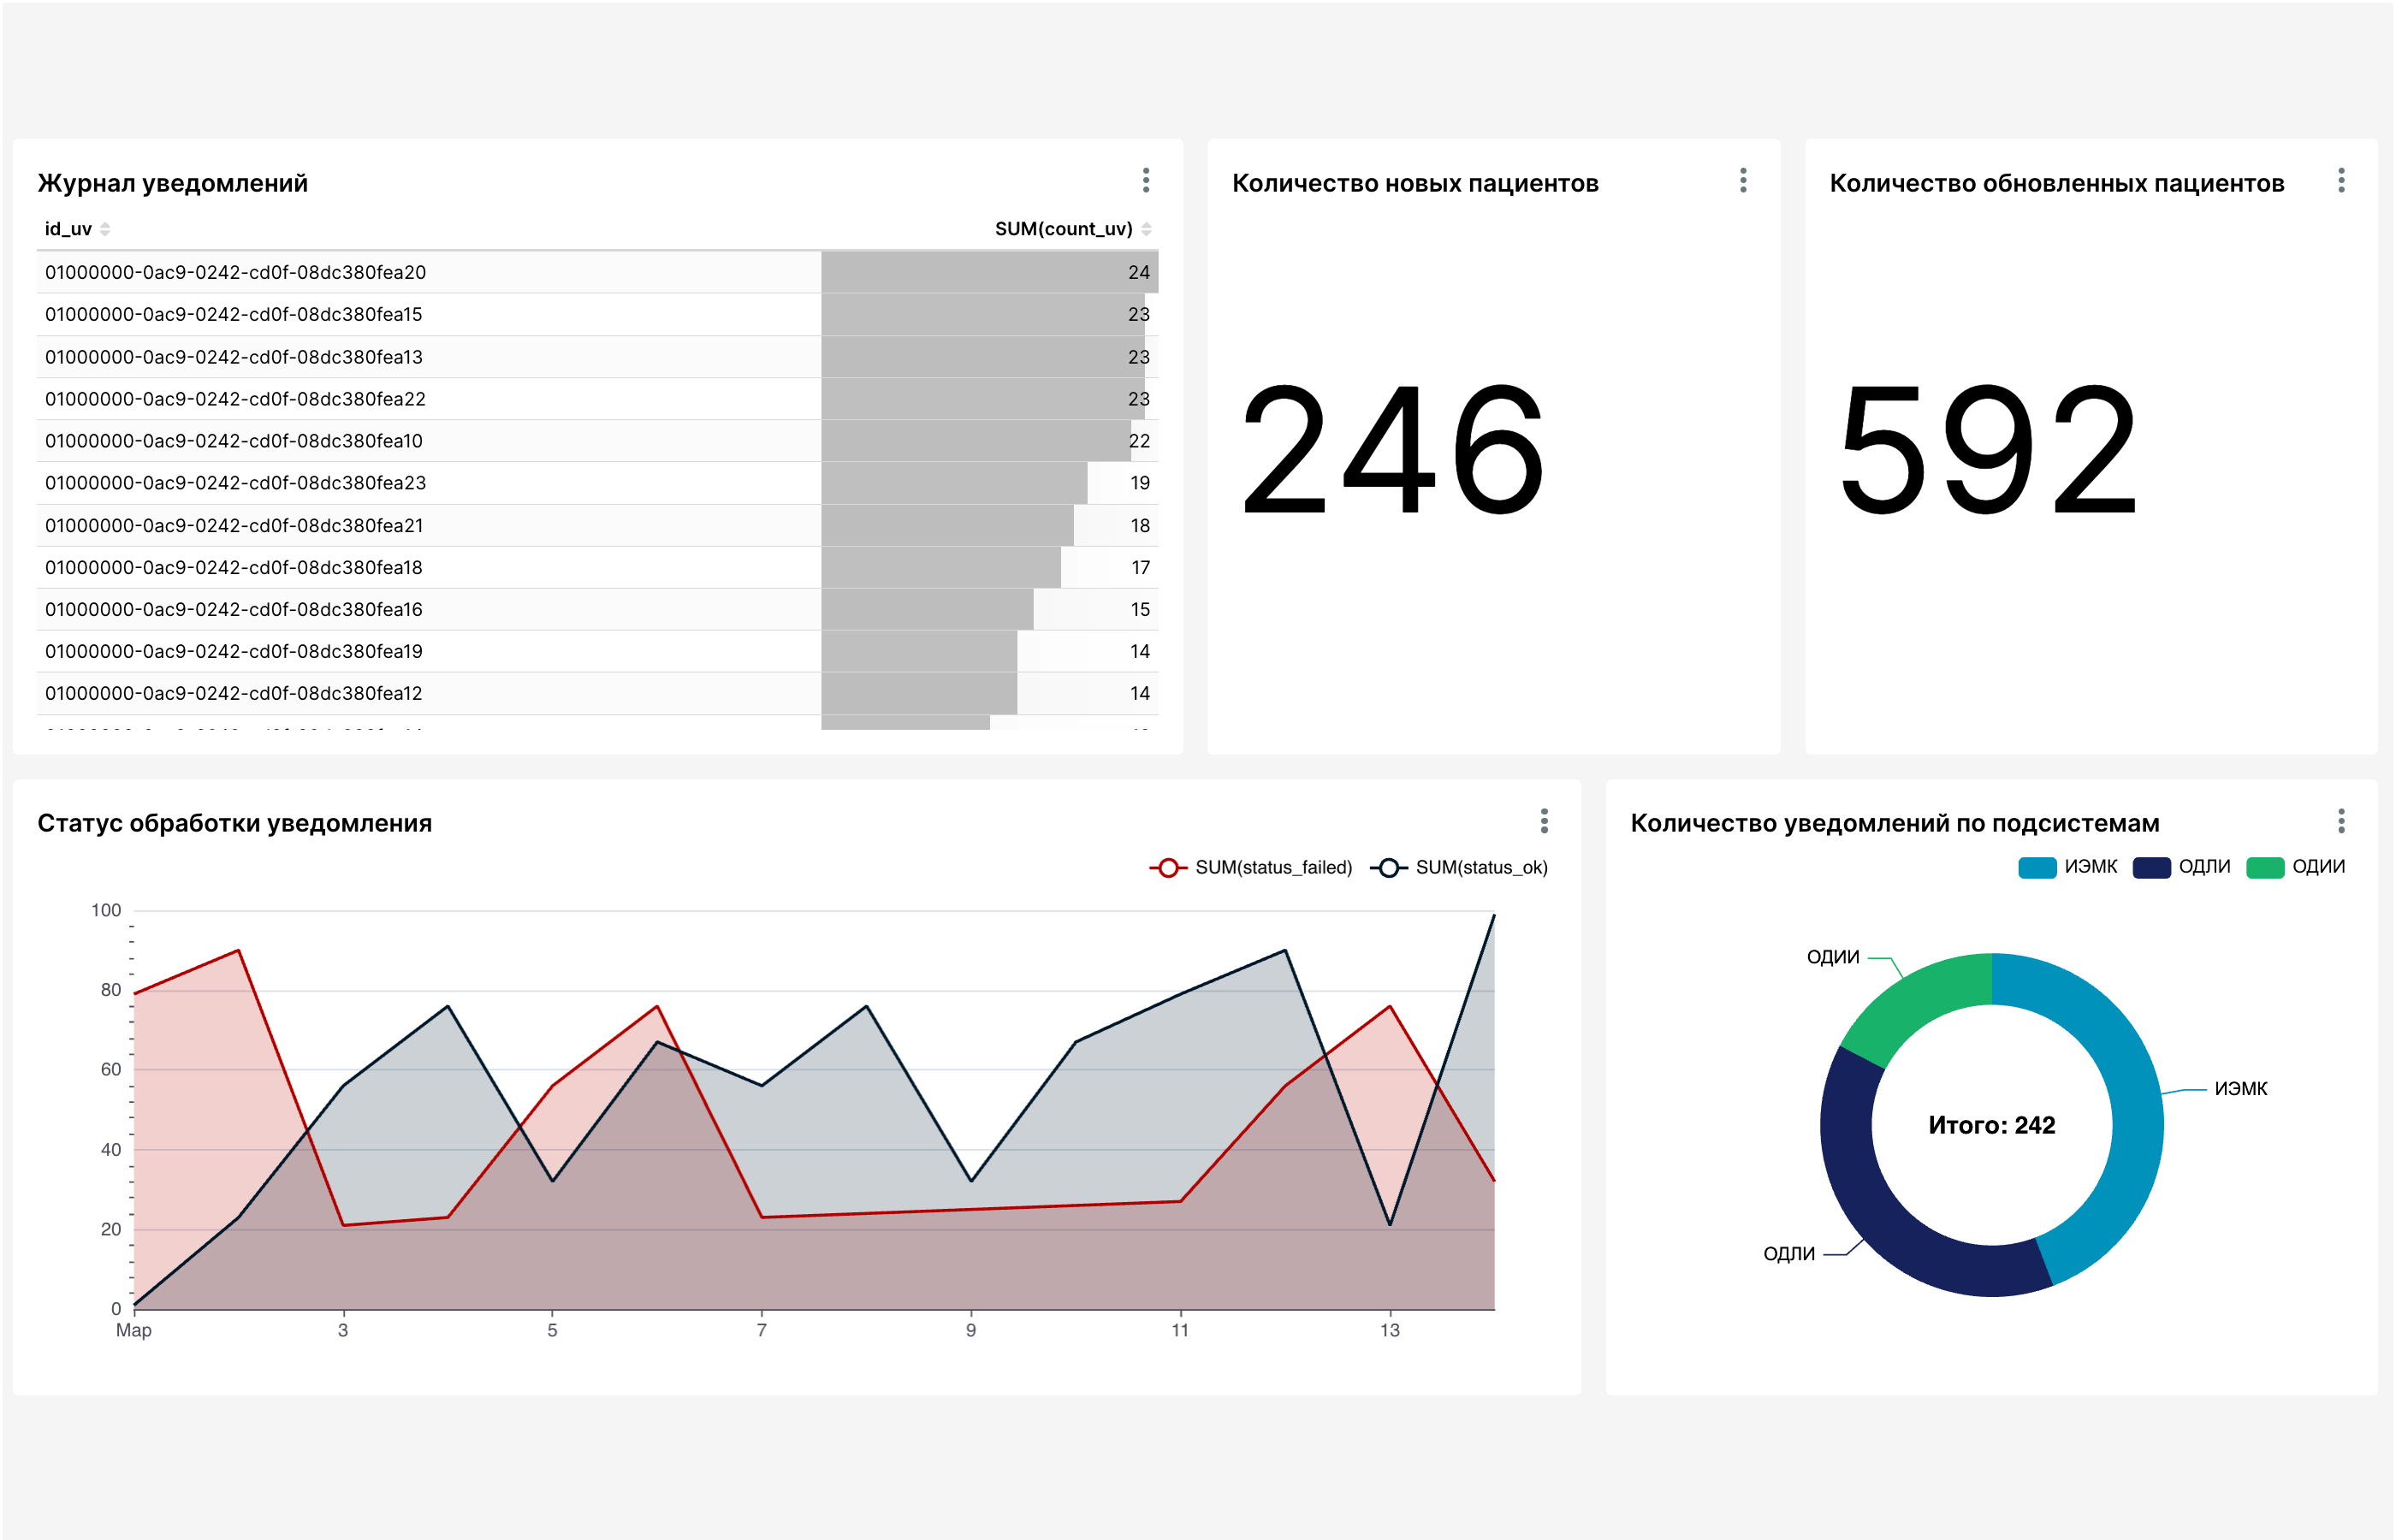 Журнал уведомлений
id_uv SUM(count_uv)
01000000-0ac9-0242-cd0f-08dc380fea20 24
01000000-0ac9-0242-cd0f-08dc380fea15 23
01000000-0ac9-0242-cd0f-08dc380fea13 23
01000000-0ac9-0242-cd0f-08dc380fea22 23
01000000-0ac9-0242-cd0f-08dc380fea10 22
01000000-0ac9-0242-cd0f-08dc380fea23 19
01000000-0ac9-0242-cd0f-08dc380fea21 18
01000000-0ac9-0242-cd0f-08dc380fea18 17
01000000-0ac9-0242-cd0f-08dc380fea16 15
01000000-0ac9-0242-cd0f-08dc380fea19 14
01000000-0ac9-0242-cd0f-08dc380fea12 14
Количество новых пациентов
246
Количество обновленных пациентов
592
Статус обработки уведомления
SUM(status_failed) SUM(status_ok)
100
80
60
40
20
0
Мар 3 5 7 9 11 13
Количество уведомлений по подсистемам
ИЭМК ОДЛИ ОДИИ
ОДИИ
ИЭМК
Итого: 242
ОДЛИ